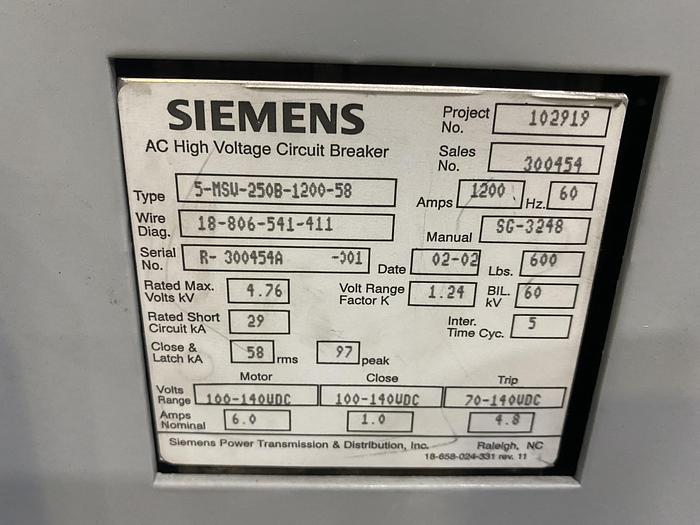 SIEMENS
AC High Voltage Circuit Breaker
Project No. 102919
Sales No. 300454
Type 5-MSV-250B-1200-58
Amps 1200 Hz. 60
Wire Diag. 18-806-541-411
Manual SG-3248
Serial No. R- 300454A -001 Date 02-02 Lbs. 600
Rated Max. Volts kV 4.76
Volt Range Factor K 1.24 BIL. kV 60
Rated Short Circuit kA 29
Inter. Time Cyc. 5
Close & Latch kA 58 rms 97 peak
Motor Close Trip
Volts Range 100-140VDC 100-140VDC 70-140VDC
Amps Nominal 6.0 1.0 4.8
Siemens Power Transmission & Distribution, Inc. Raleigh, NC
18-658-024-331 rev. 11